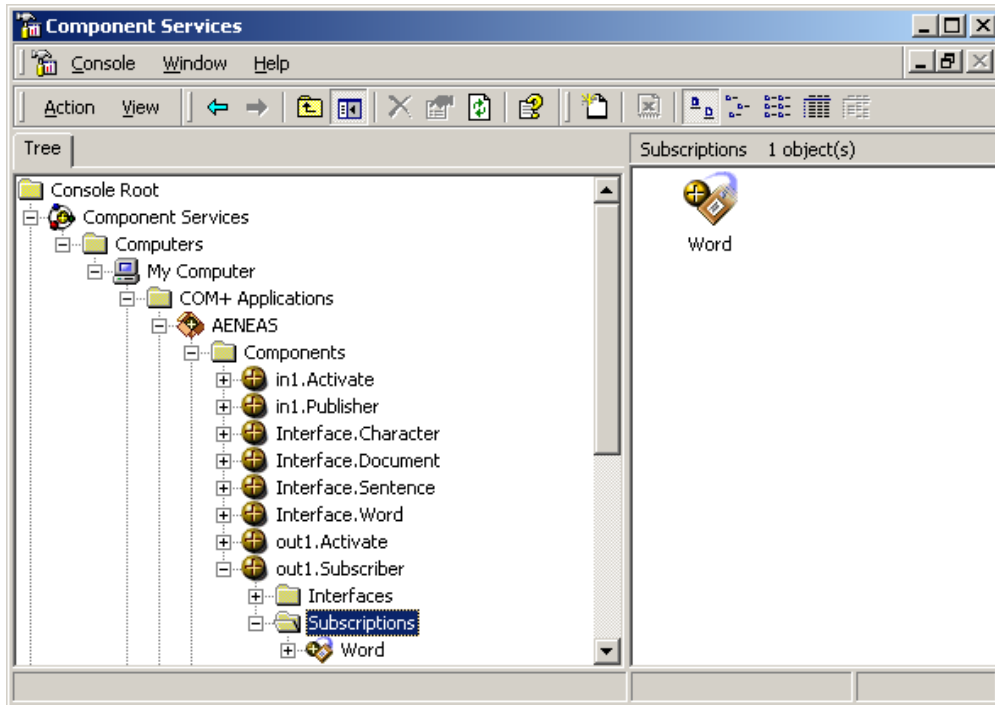 Component Services
Console Window Help
Action View
Tree
Subscriptions 1 object(s)
Console Root
Component Services
Computers
My Computer
COM+ Applications
AENEAS
Components
in1.Activate
in1.Publisher
Interface.Character
Interface.Document
Interface.Sentence
Interface.Word
out1.Activate
out1.Subscriber
Interfaces
Subscriptions
Word
Word